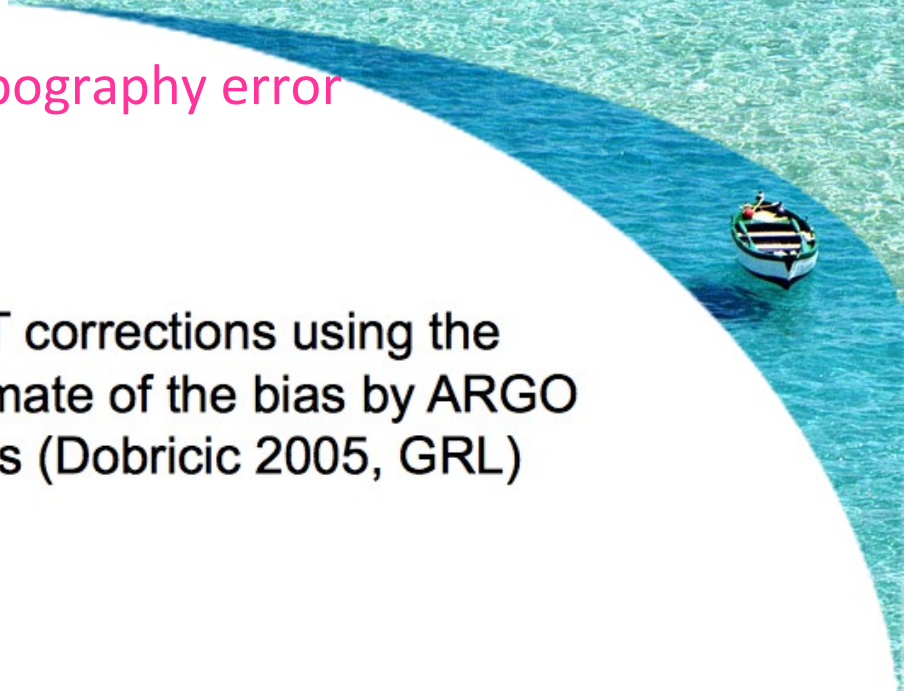 pography error
T corrections using the
mate of the bias by ARGO
s (Dobricic 2005, GRL)